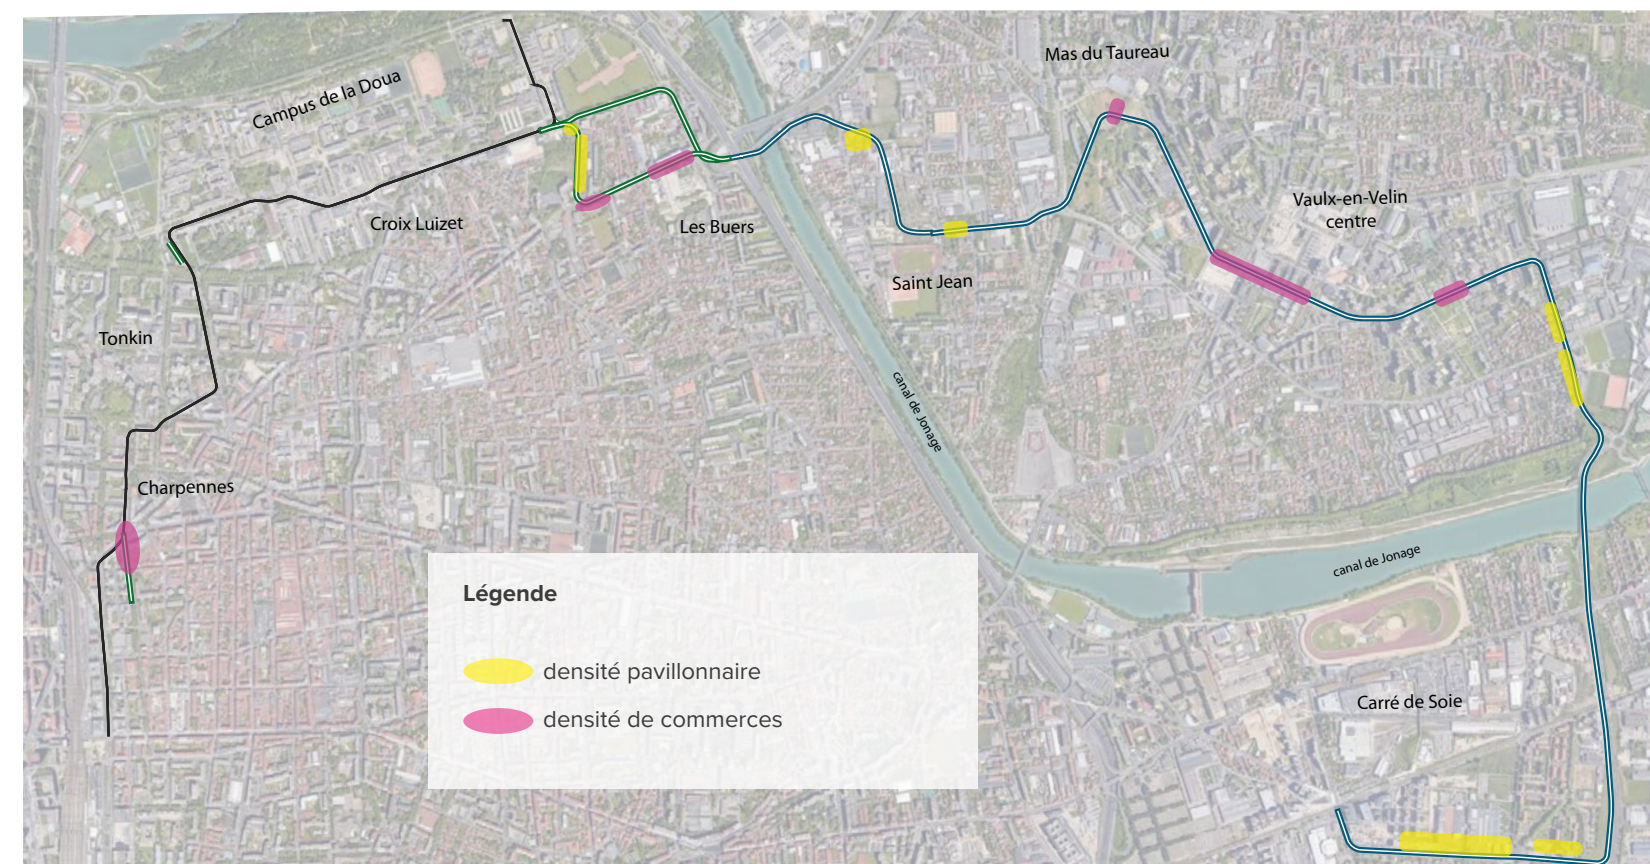 Mas du Taureau
Campus de la Doua
Vaulx-en-Velin
centre
Croix Luizet
Les Buers
Saint Jean
Tonkin
canal de Jonage
Charpennes
canal de Jonage
Légende
densité pavillonnaire
densité de commerces
Carré de Soie